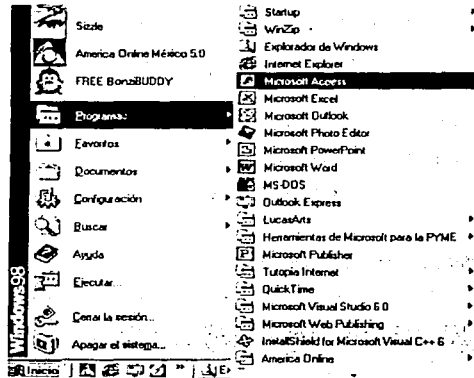 Sizzle
America Online México 5.0
FREE BonziBUDDY
Programas
Favoritos
Documentos
Configuración
Buscar
Ayuda
Ejecutar...
Cerrar la sesión...
Apagar el sistema...
Windows98
Inicio
Startup
WinZip
Explorador de Windows
Internet Explorer
Microsoft Access
Microsoft Excel
Microsoft Outlook
Microsoft Photo Editor
Microsoft PowerPoint
Microsoft Word
MS-DOS
Outlook Express
LucasArts
Herramientas de Microsoft para la PYME
Microsoft Publisher
Tutopia Internet
QuickTime
Microsoft Visual Studio 6.0
Microsoft Web Publishing
InstallShield for Microsoft Visual C++ 6
America Online